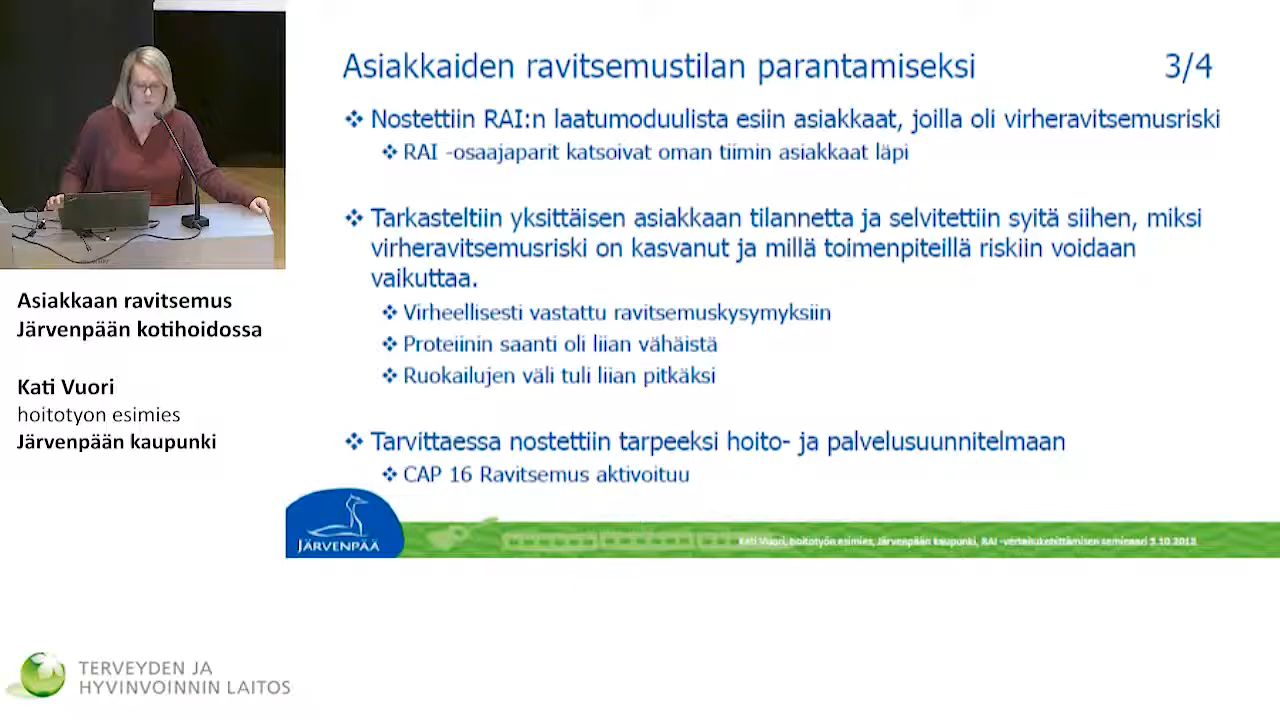 Asiakkaiden ravitsemustilan parantamiseksi 3/4
❖ Nostettiin RAI:n laatumoduulista esiin asiakkaat, joilla oli virheravitsemusriski
❖ RAI -osaajaparit katsoivat oman tiimin asiakkaat läpi
❖ Tarkasteltiin yksittäisen asiakkaan tilannetta ja selvitettiin syitä siihen, miksi
virheravitsemusriski on kasvanut ja millä toimenpiteillä riskiin voidaan
vaikuttaa.
❖ Virheellisesti vastattu ravitsemuskysymyksiin
❖ Proteiinin saanti oli liian vähäistä
❖ Ruokailujen väli tuli liian pitkäksi
❖ Tarvittaessa nostettiin tarpeeksi hoito- ja palvelusuunnitelmaan
❖ CAP 16 Ravitsemus aktivoituu
JÄRVENPÄÄ
Kati Vuori, hoitotyön esimies, Järvenpään kaupunki, RAI -vertaiskehittämisen seminaari
Asiakkaan ravitsemus
Järvenpään kotihoidossa
Kati Vuori
hoitotyon esimies
Järvenpään kaupunki
TERVEYDEN JA
HYVINVOINNIN LAITOS